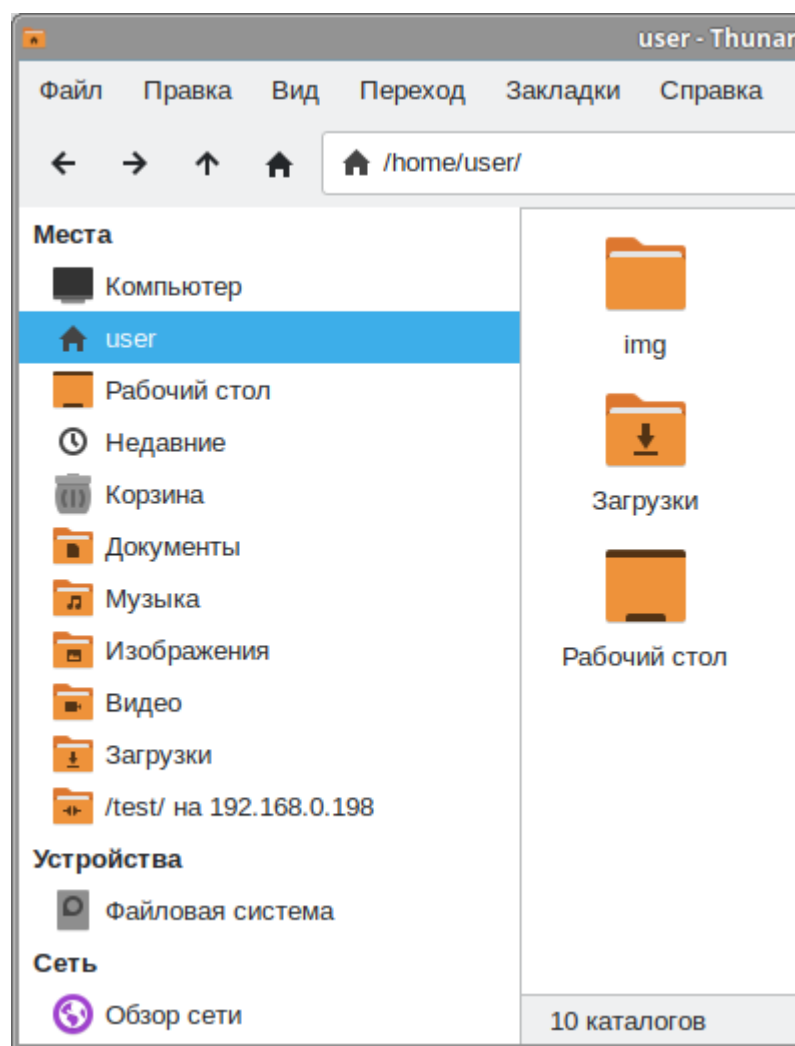 user - Thunar
Файл Правка Вид Переход Закладки Справка
/home/user/
Места
Компьютер
user
Рабочий стол
Недавние
Корзина
Документы
Музыка
Изображения
Видео
Загрузки
/test/ на 192.168.0.198
Устройства
Файловая система
Сеть
Обзор сети
img
Загрузки
Рабочий стол
10 каталогов